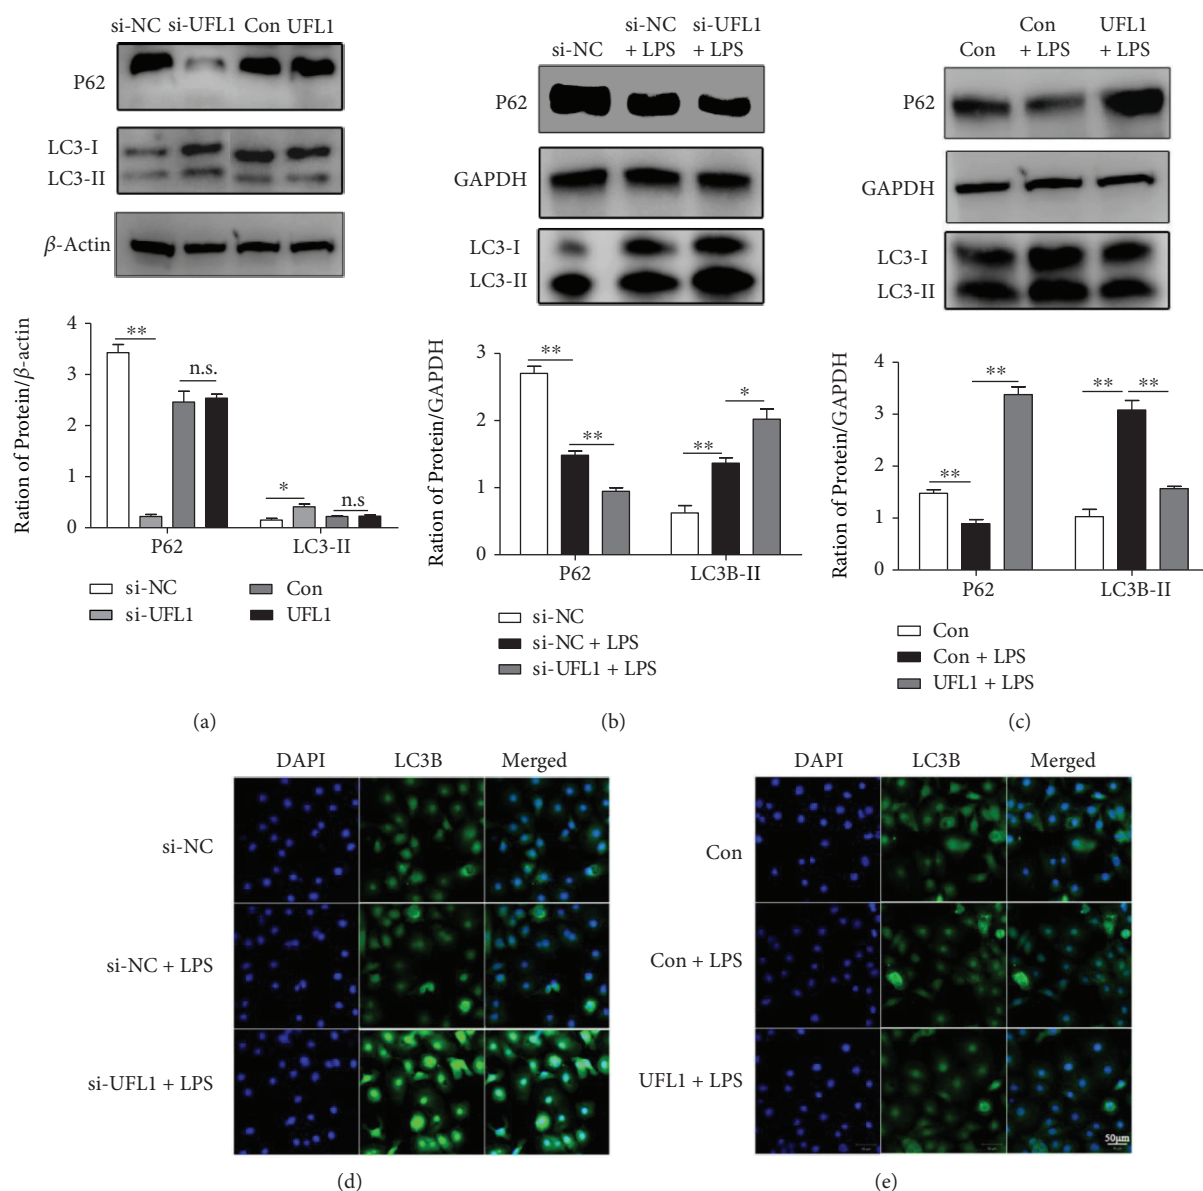 si-NC si-UFL1 Con UFL1
P62
LC3-I
LC3-II
β-Actin
Ration of Protein/β-actin
4
3
2
1
0
**
n.s.
*
n.s
P62 LC3-II
si-NC Con
si-UFL1 UFL1
(a)
si-NC si-NC + LPS si-UFL1 + LPS
P62
GAPDH
LC3-I
LC3-II
Ration of Protein/GAPDH
3
2
1
0
**
**
**
*
P62 LC3B-II
si-NC
si-NC + LPS
si-UFL1 + LPS
(b)
Con Con + LPS UFL1 + LPS
P62
GAPDH
LC3-I
LC3-II
Ration of Protein/GAPDH
4
3
2
1
0
**
**
**
**
P62 LC3B-II
Con
Con + LPS
UFL1 + LPS
(c)
DAPI LC3B Merged
si-NC
si-NC + LPS
si-UFL1 + LPS
(d)
DAPI LC3B Merged
Con
Con + LPS
UFL1 + LPS
50μm
(e)